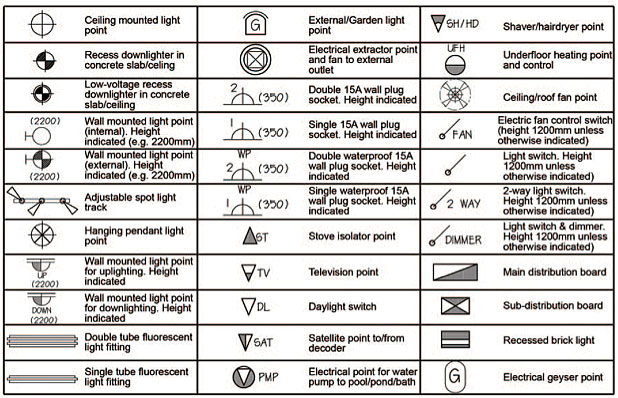 Ceiling mounted light
point
G
External/Garden light
point
SH/HD
Shaver/hairdryer point
Recess downlighter in
concrete slab/celing
Electrical extractor point
and fan to external
outlet
UFH
Underfloor heating point
and control
Low-voltage recess
downlighter in concrete
slab/ceiling
2
(350)
Double 15A wall plug
socket. Height indicated
Ceiling/roof fan point
(2200)
Wall mounted light point
(internal). Height
indicated (e.g. 2200mm)
1
(350)
Single 15A wall plug
socket. Height indicated
FAN
Electric fan control switch
(height 1200mm unless
otherwise indicated)
(2200)
Wall mounted light point
(external). Height
indicated (e.g. 2200mm)
WP
2
(350)
Double waterproof 15A
wall plug socket. Height
indicated
Light switch. Height
1200mm unless
otherwise indicated)
Adjustable spot light
track
WP
1
(350)
Single waterproof 15A
wall plug socket. Height
indicated
2 WAY
2-way light switch.
Height 1200mm unless
otherwise indicated)
Hanging pendant light
point
ST
Stove isolator point
DIMMER
Light switch & dimmer.
Height 1200mm unless
otherwise indicated)
UP
(2200)
Wall mounted light point
for uplighting. Height
indicated
TV
Television point
Main distribution board
DOWN
(2200)
Wall mounted light point
for downlighting. Height
indicated
DL
Daylight switch
Sub-distribution board
Double tube fluorescent
light fitting
SAT
Satellite point to/from
decoder
Recessed brick light
Single tube fluorescent
light fitting
PMP
Electrical point for water
pump to pool/pond/bath
G
Electrical geyser point